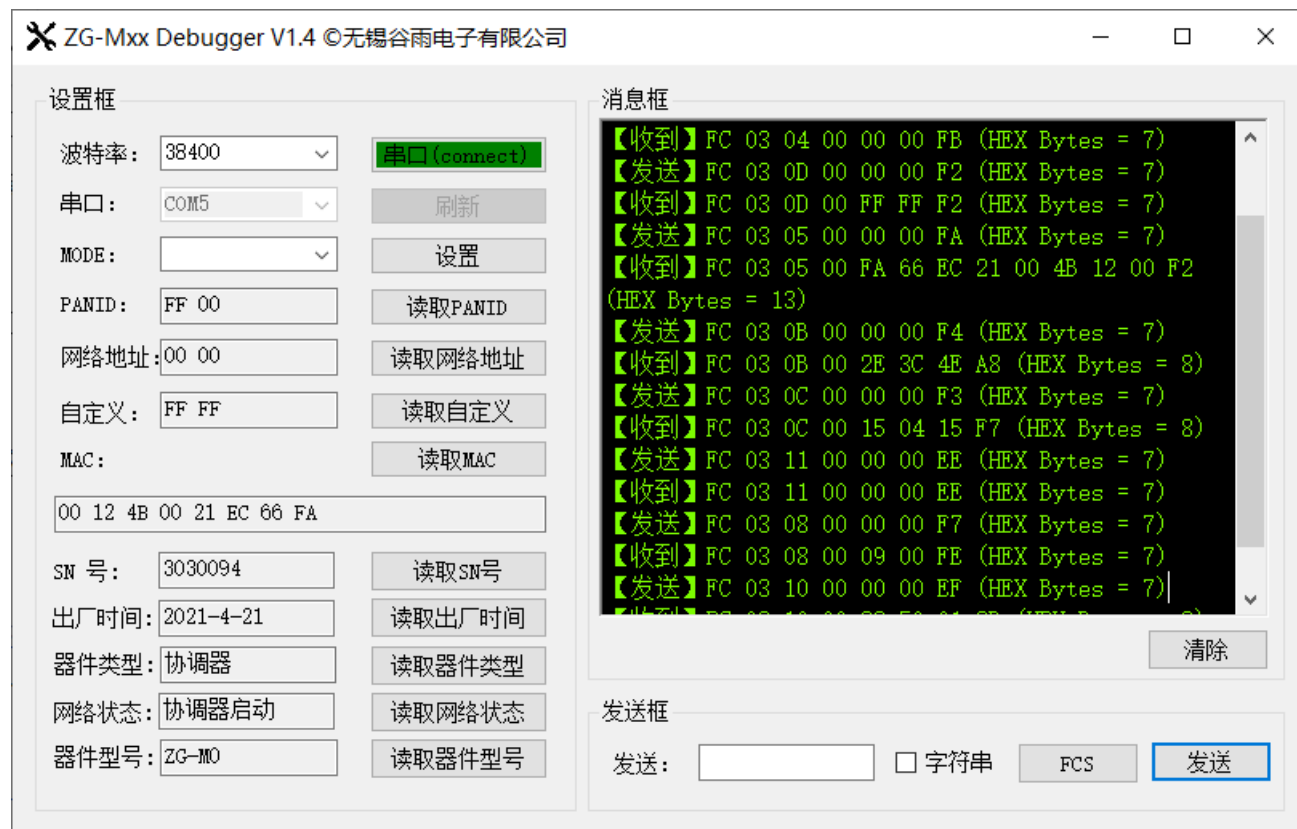 ZG-Mxx Debugger V1.4 ©无锡谷雨电子有限公司
设置框
波特率: 38400 串口(connect)
串口: COM5 刷新
MODE: 设置
PANID: FF 00 读取PANID
网络地址: 00 00 读取网络地址
自定义: FF FF 读取自定义
MAC: 读取MAC
00 12 4B 00 21 EC 66 FA
SN 号: 3030094 读取SN号
出厂时间: 2021-4-21 读取出厂时间
器件类型: 协调器 读取器件类型
网络状态: 协调器启动 读取网络状态
器件型号: ZG-M0 读取器件型号
消息框
【收到】FC 03 04 00 00 00 FB (HEX Bytes = 7)
【发送】FC 03 0D 00 00 00 F2 (HEX Bytes = 7)
【收到】FC 03 0D 00 FF FF F2 (HEX Bytes = 7)
【发送】FC 03 05 00 00 00 FA (HEX Bytes = 7)
【收到】FC 03 05 00 FA 66 EC 21 00 4B 12 00 F2
(HEX Bytes = 13)
【发送】FC 03 0B 00 00 00 F4 (HEX Bytes = 7)
【收到】FC 03 0B 00 2E 3C 4E A8 (HEX Bytes = 8)
【发送】FC 03 0C 00 00 00 F3 (HEX Bytes = 7)
【收到】FC 03 0C 00 15 04 15 F7 (HEX Bytes = 8)
【发送】FC 03 11 00 00 00 EE (HEX Bytes = 7)
【收到】FC 03 11 00 00 00 EE (HEX Bytes = 7)
【发送】FC 03 08 00 00 00 F7 (HEX Bytes = 7)
【收到】FC 03 08 00 09 00 FE (HEX Bytes = 7)
【发送】FC 03 10 00 00 00 EF (HEX Bytes = 7)
清除
发送框
发送: 字符串 FCS 发送